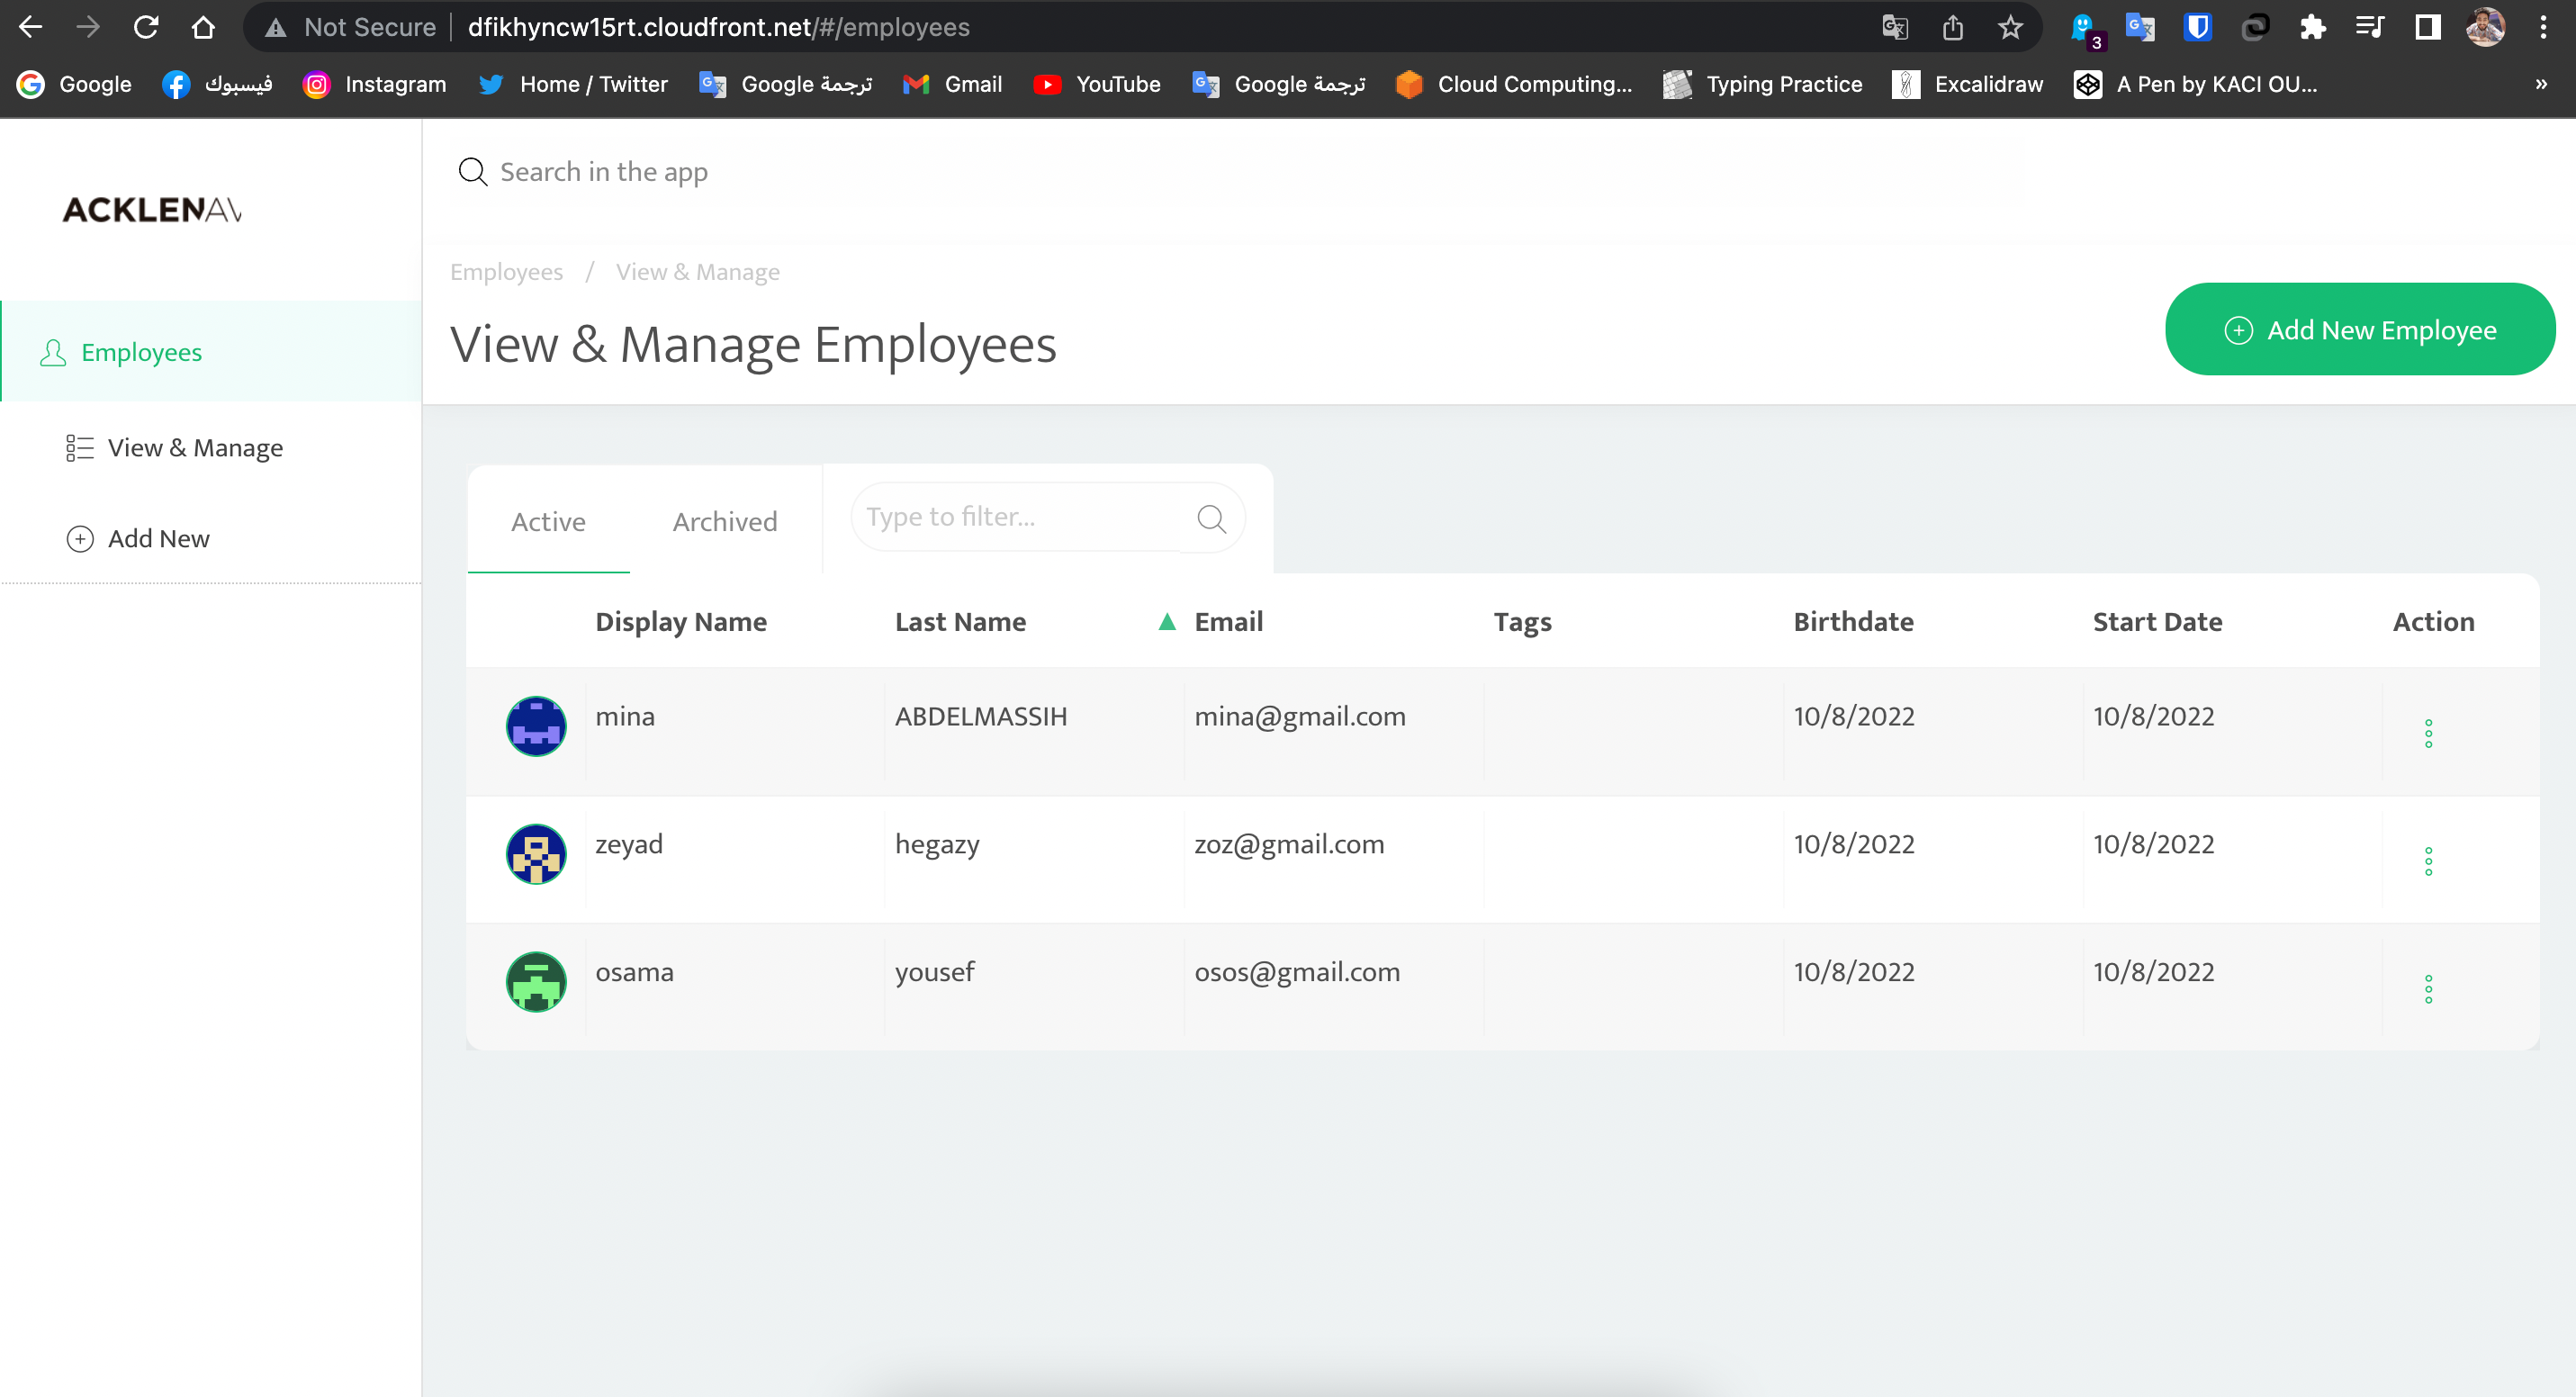 Not Secure dfikhyncw15rt.cloudfront.net/#/employees 3
Google فيسبوك Instagram Home / Twitter ترجمة Google Gmail YouTube ترجمة Google Cloud Computing... Typing Practice Excalidraw A Pen by KACI OU... »
Search in the app
ACKLENAV
Employees / View & Manage
View & Manage Employees
Add New Employee
Employees
View & Manage
Add New
Active Archived Type to filter...
Display Name Last Name ▲ Email Tags Birthdate Start Date Action
mina ABDELMASSIH mina@gmail.com 10/8/2022 10/8/2022
zeyad hegazy zoz@gmail.com 10/8/2022 10/8/2022
osama yousef osos@gmail.com 10/8/2022 10/8/2022